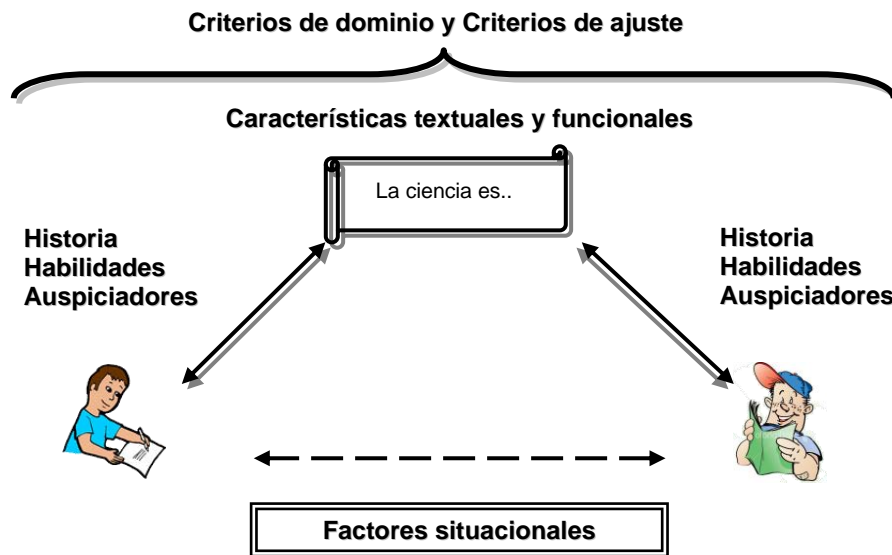 Criterios de dominio y Criterios de ajuste
Características textuales y funcionales
La ciencia es..
Historia
Habilidades
Auspiciadores
Historia
Habilidades
Auspiciadores
Factores situacionales